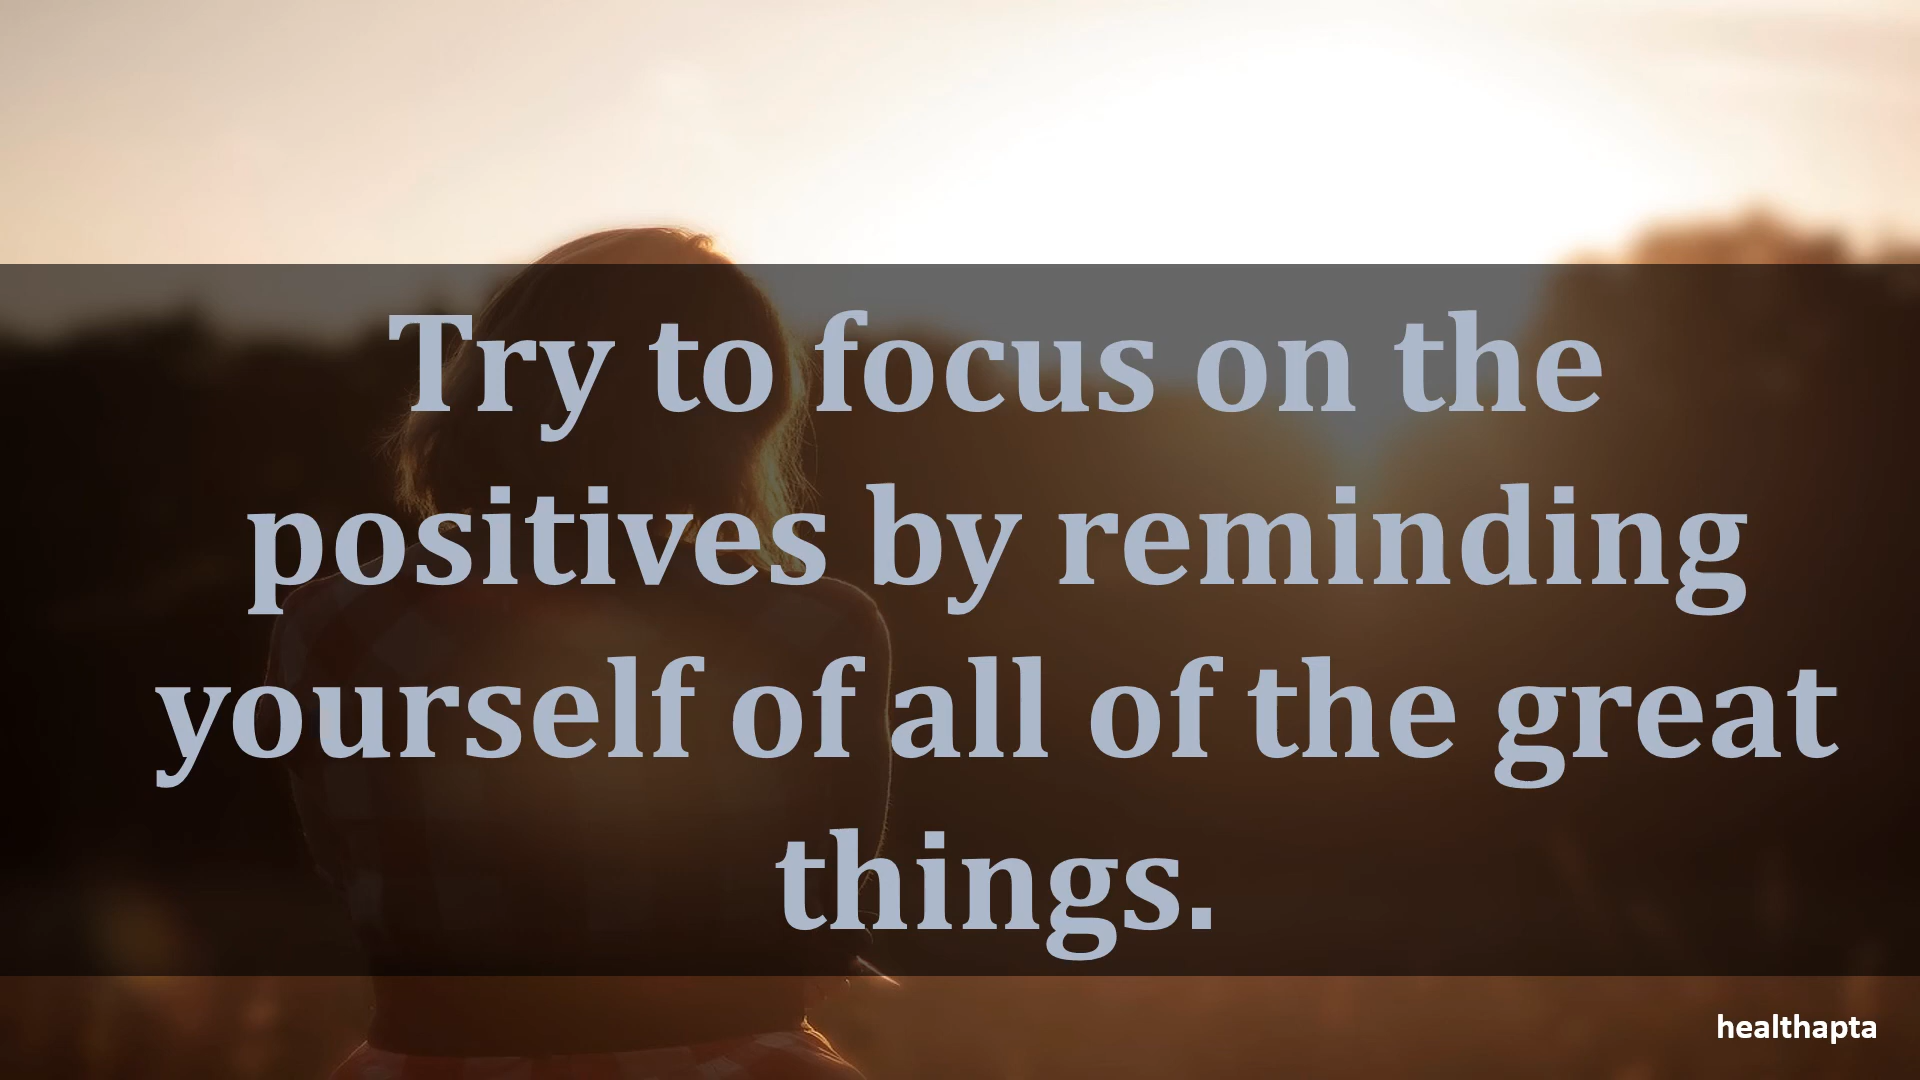 Try to focus on the
positives by reminding
yourself of all of the great
things.
healthapta